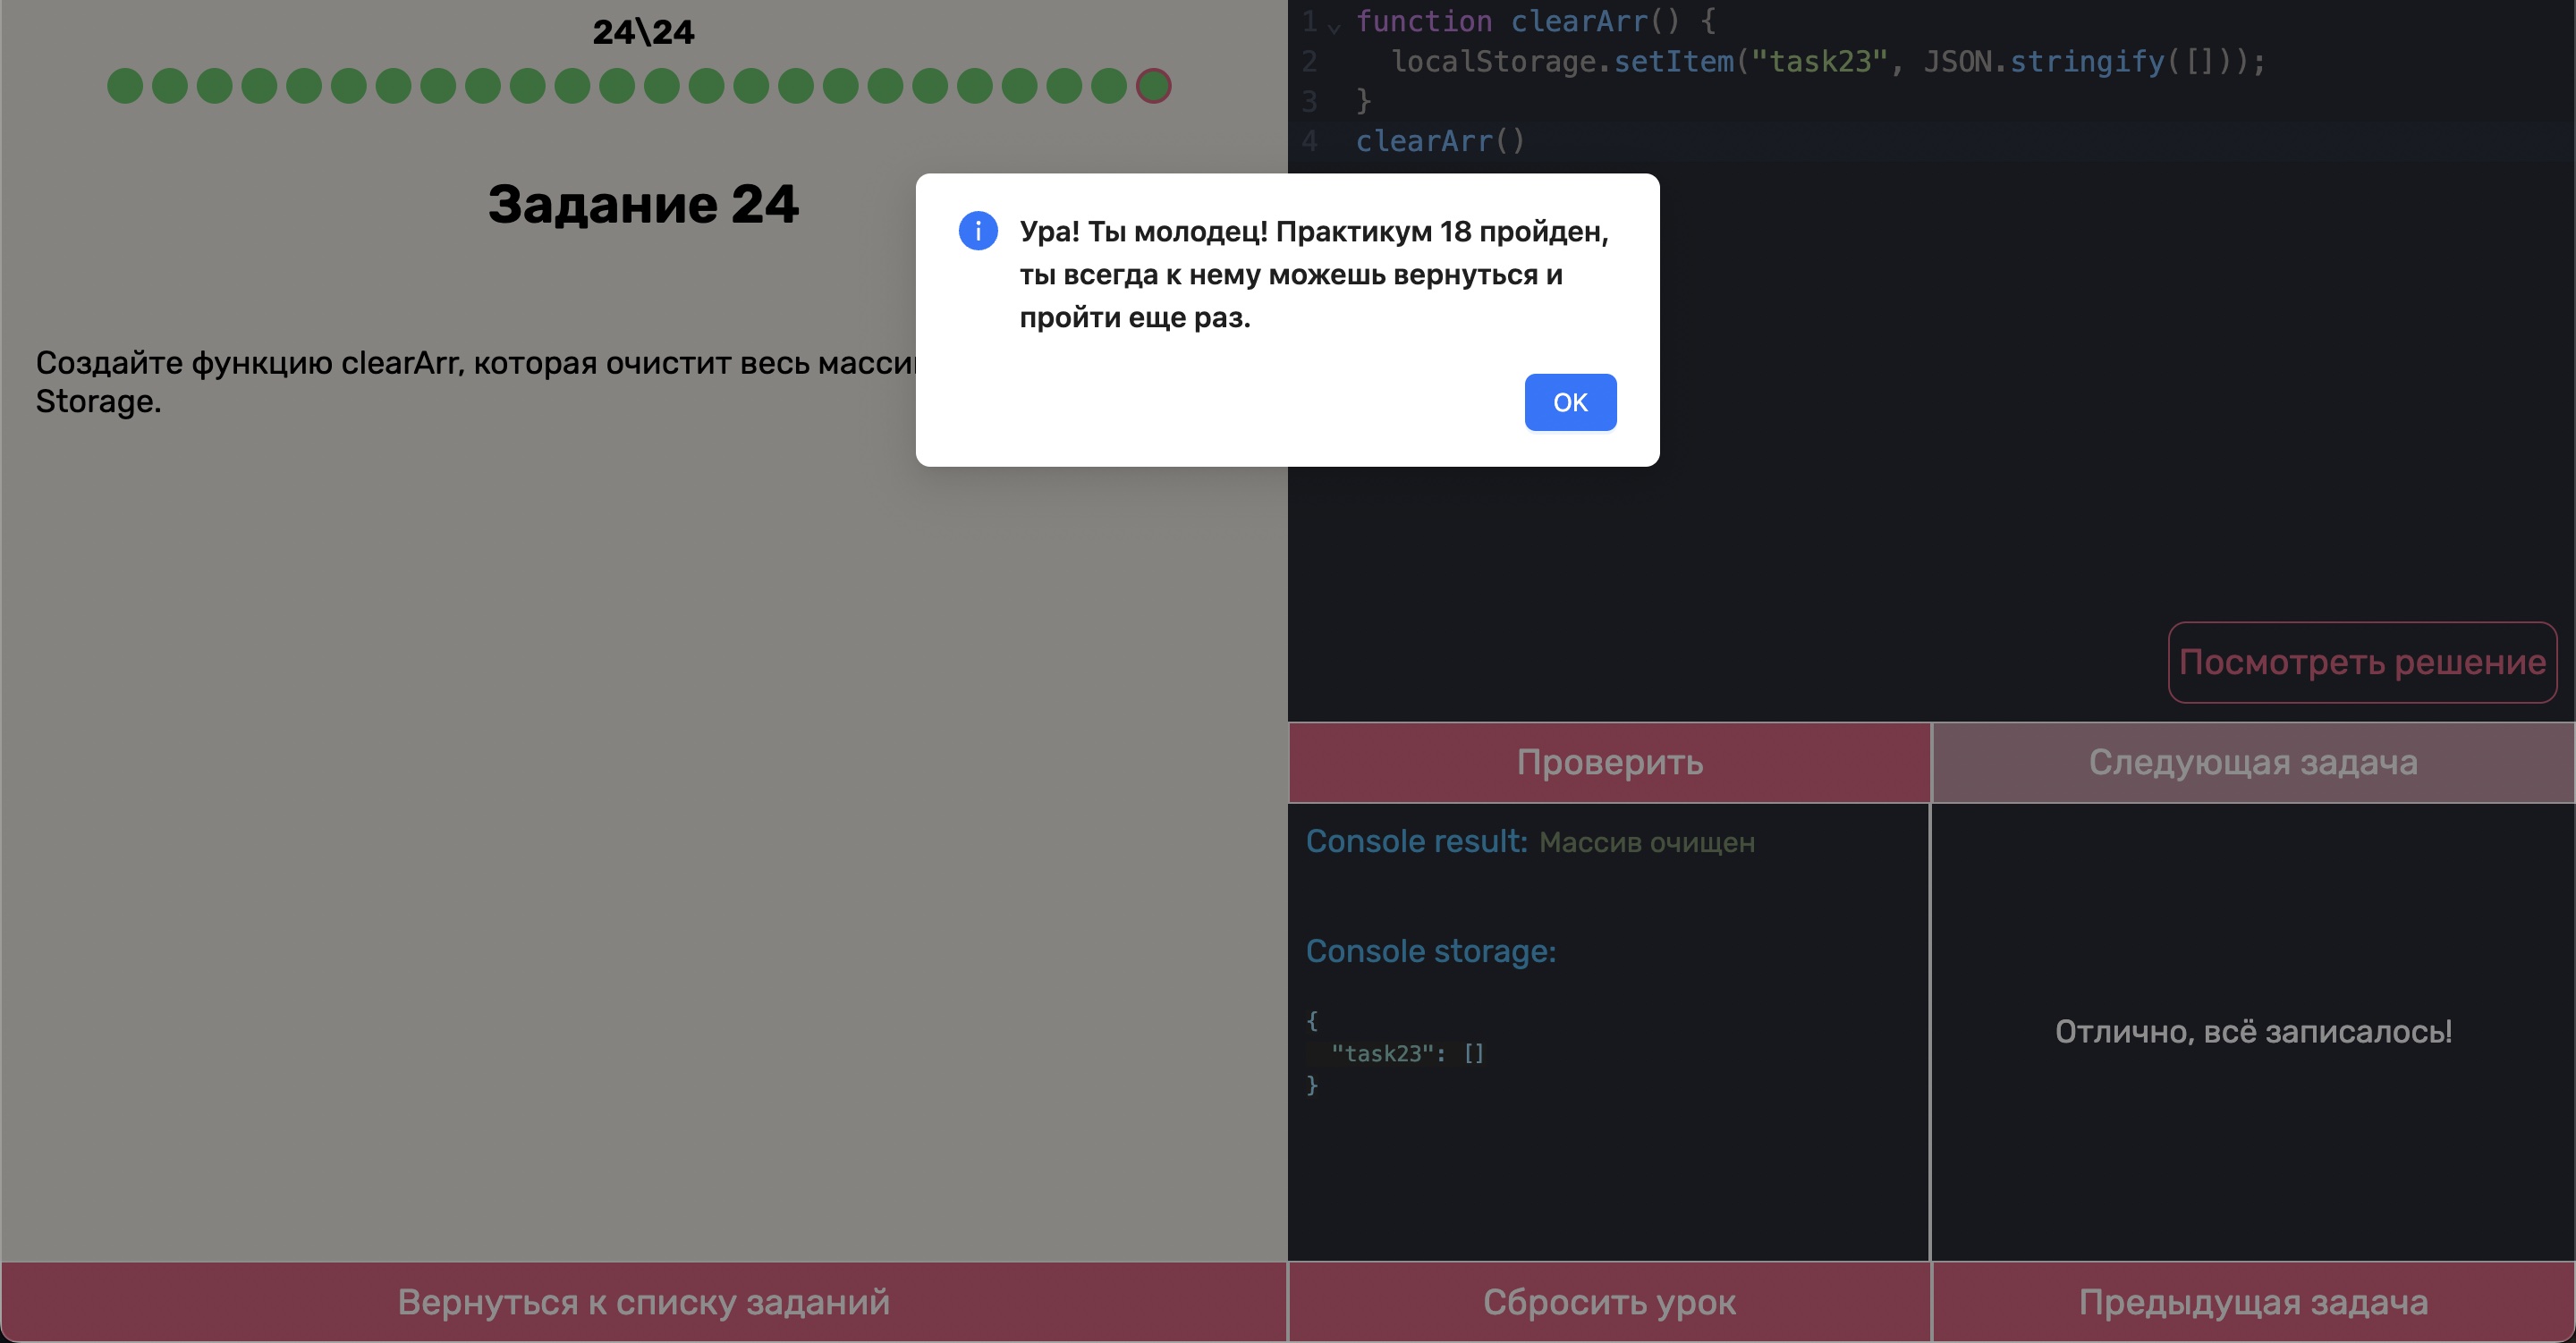 24\24
Задание 24
Создайте функцию clearArr, которая очистит весь
Storage.
1 function clearArr() {
2 localStorage.setItem("task23", JSON.stringify([]));
3 }
4 clearArr()
Ура! Ты молодец! Практикум 18 пройден,
ты всегда к нему можешь вернуться и
пройти еще раз.
OK
Посмотреть решение
Проверить
Следующая задача
Console result: Массив очищен
Console storage:
{
"task23": []
}
Отлично, всё записалось!
Вернуться к списку заданий
Сбросить урок
Предыдущая задача